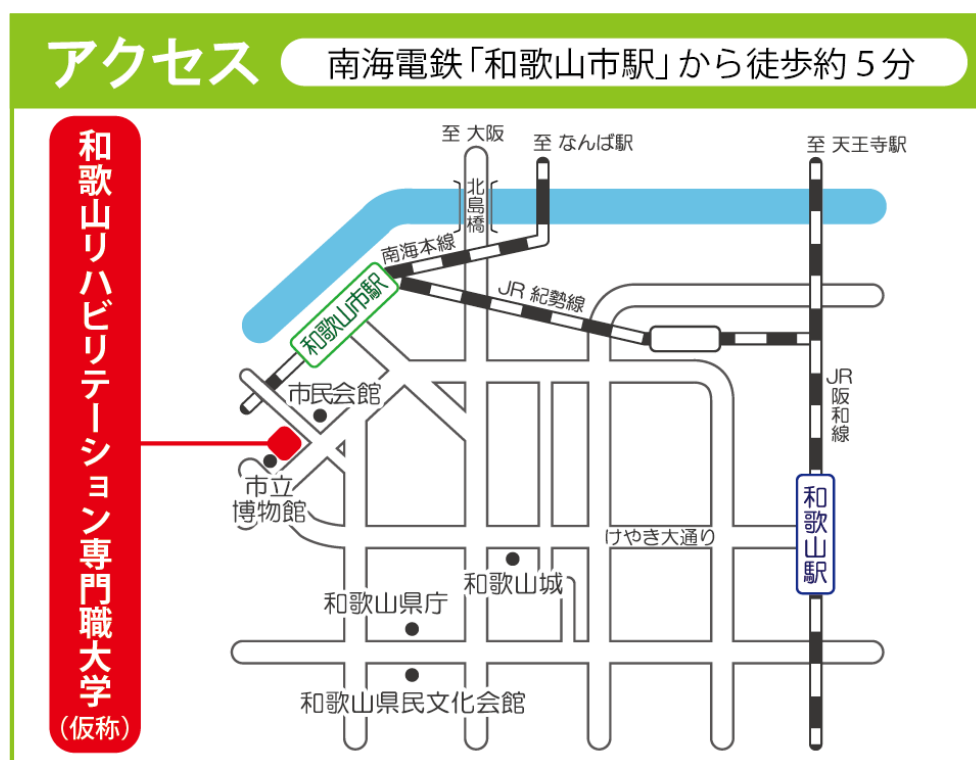 アクセス
南海電鉄「和歌山市駅」から徒歩約5分
和歌山リハビリテーション専門職大学
(仮称)
至 大阪
至 なんば駅
至 天王寺駅
北島橋
南海本線
JR 紀勢線
和歌山市駅
JR阪和線
市民会館
市立
博物館
和歌山駅
けやき大通り
和歌山城
和歌山県庁
和歌山県民文化会館